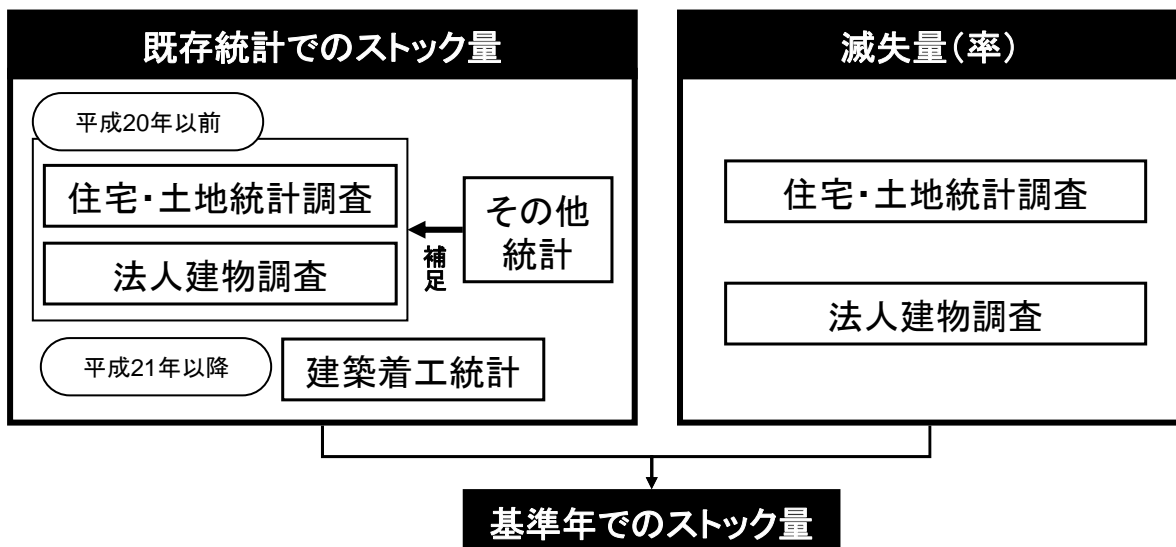 既存統計でのストック量
平成20年以前
住宅・土地統計調査
法人建物調査
補足
その他
統計
平成21年以降
建築着工統計
滅失量(率)
住宅・土地統計調査
法人建物調査
基準年でのストック量